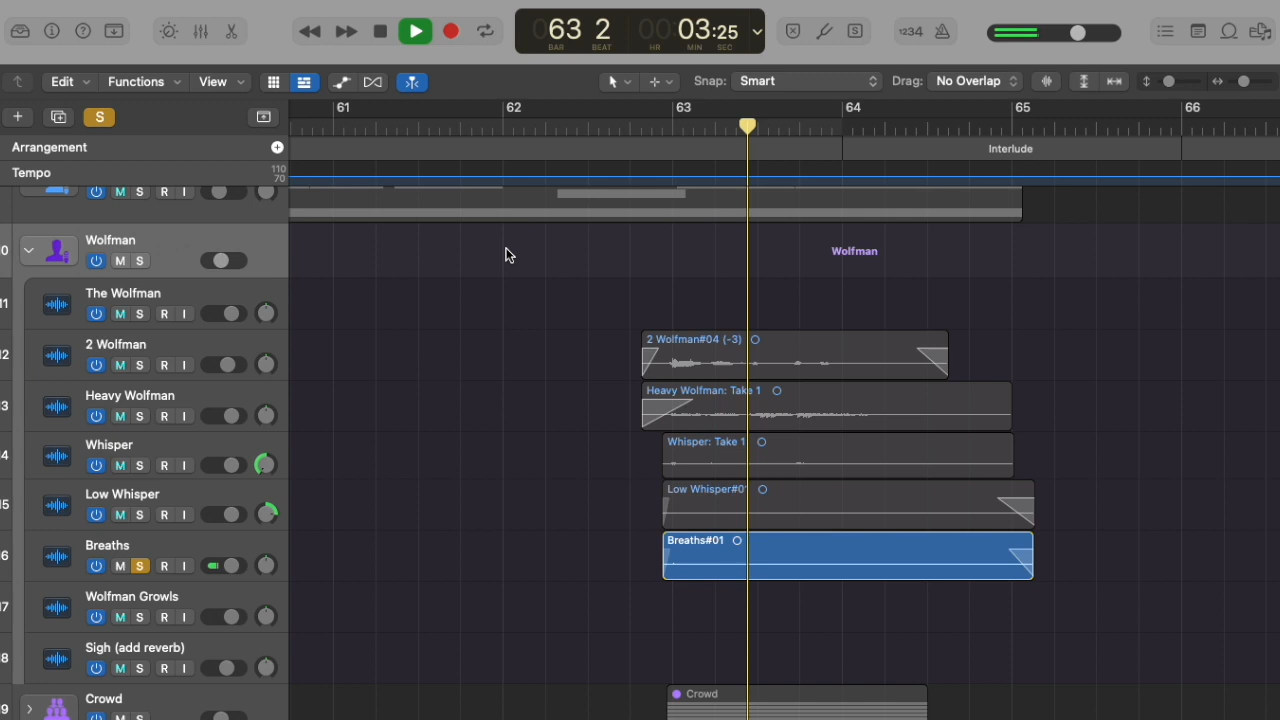 1234
63 2
03:25
BAR BEAT HR MIN SEC
Edit Functions View Snap: Smart Drag: No Overlap
61 62 63 64 65 66
S
Arrangement
Interlude
Tempo
110
70
M S R I
Wolfman
M S
Wolfman
The Wolfman
M S R I
2 Wolfman
M S R I
2 Wolfman#04 (-3)
Heavy Wolfman
M S R I
Heavy Wolfman: Take 1
Whisper
M S R I
Whisper: Take 1
Low Whisper
M S R I
Low Whisper#0
Breaths
M S R I
Breaths#01
Wolfman Growls
M S R I
Sigh (add reverb)
M S R I
Crowd
M S
Crowd